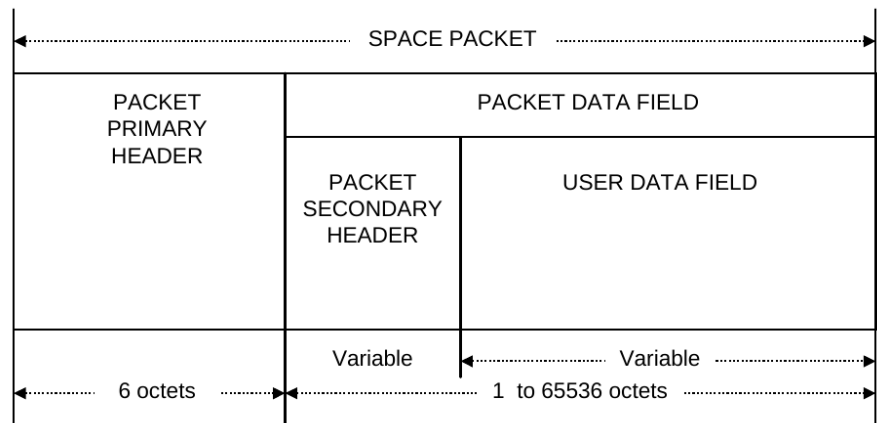 SPACE PACKET
PACKET
PRIMARY
HEADER
PACKET DATA FIELD
PACKET
SECONDARY
HEADER
USER DATA FIELD
Variable
Variable
6 octets
1 to 65536 octets